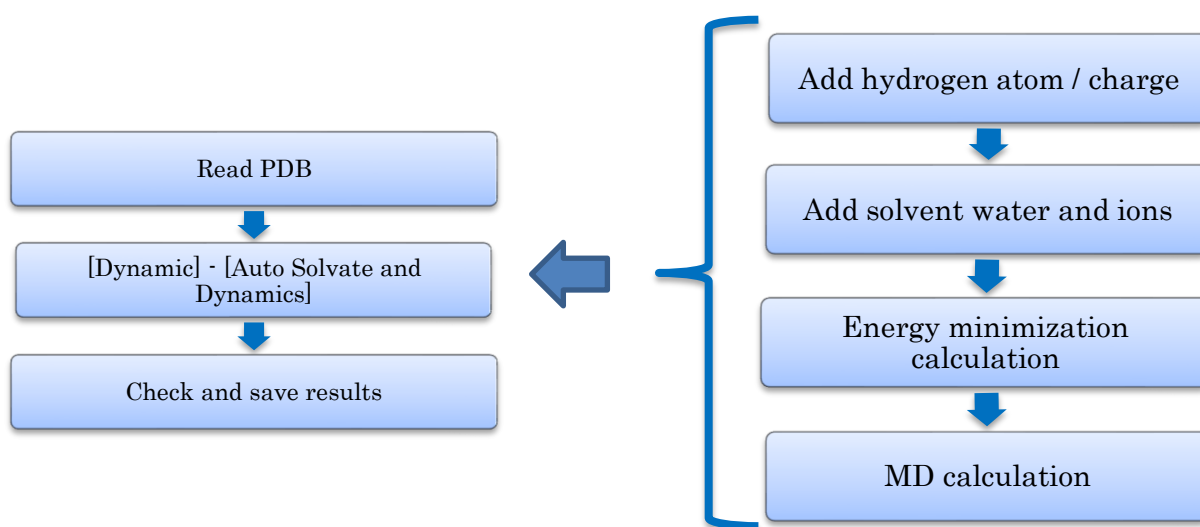 Read PDB
[Dynamic] - [Auto Solvate and
Dynamics]
Check and save results
Add hydrogen atom / charge
Add solvent water and ions
Energy minimization
calculation
MD calculation